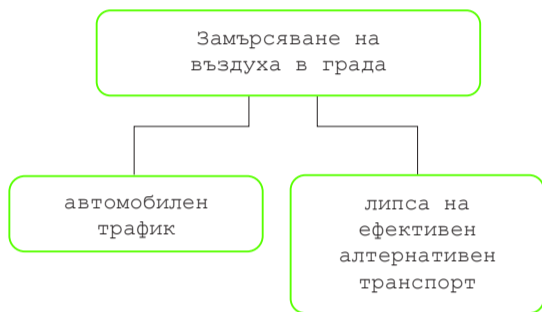 Замърсяване на
въздуха в града
автомобилен
трафик
липса на
ефективен
алтернативен
транспорт